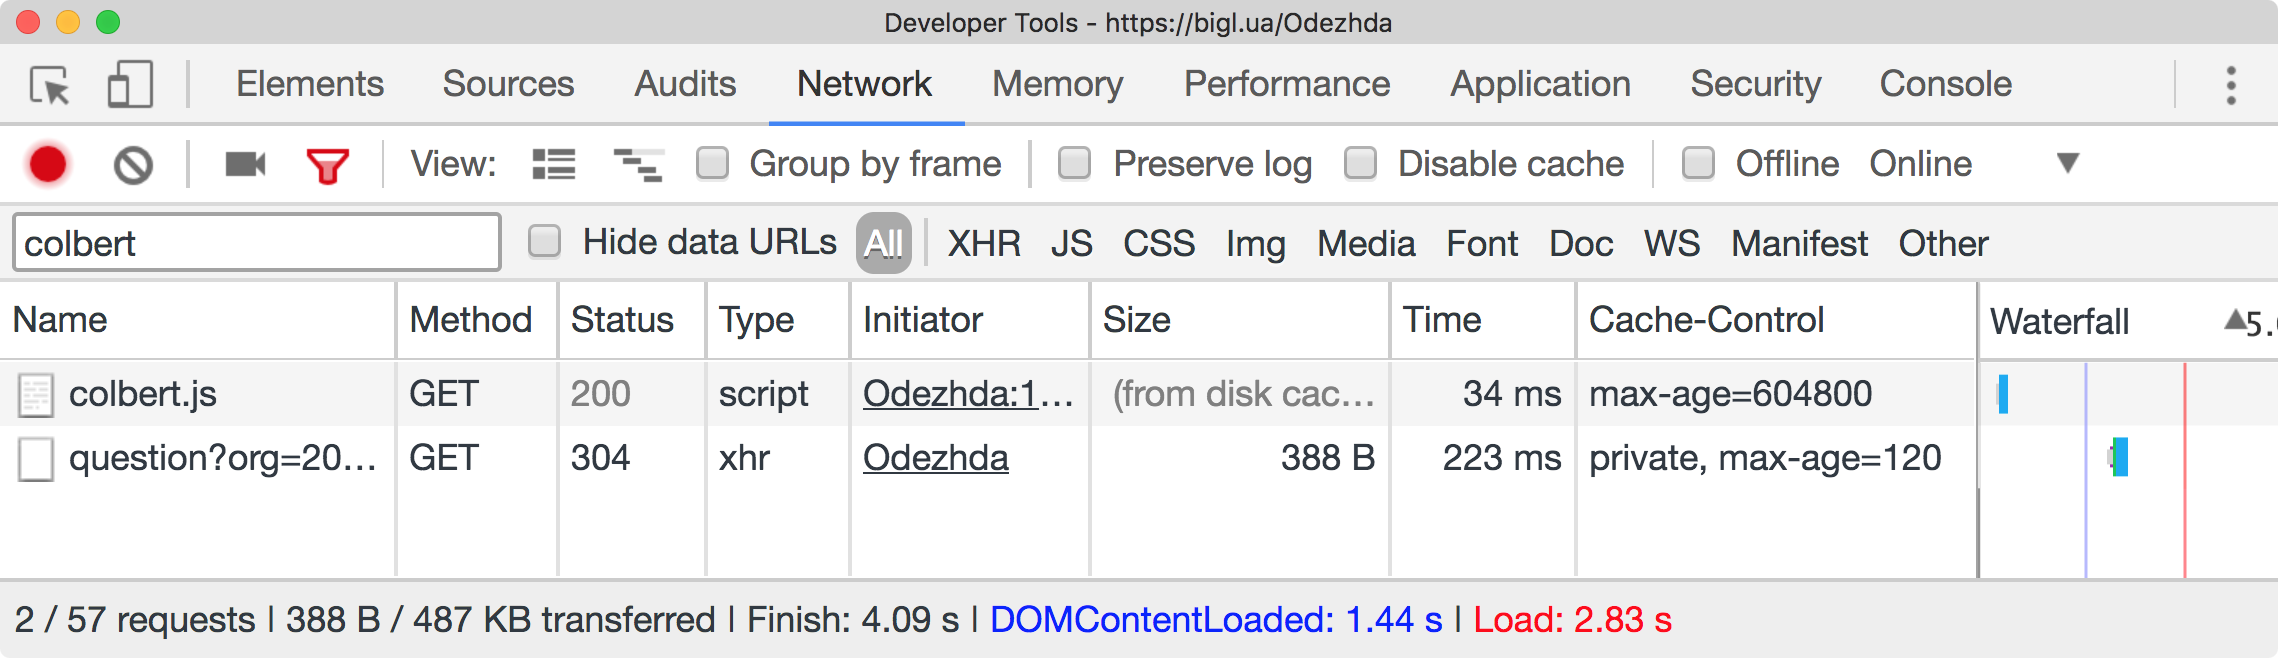 Developer Tools - https://bigl.ua/Odezhda
Elements Sources Audits Network Memory Performance Application Security Console
View: Group by frame Preserve log Disable cache Offline Online
colbert Hide data URLs All XHR JS CSS Img Media Font Doc WS Manifest Other
Name Method Status Type Initiator Size Time Cache-Control Waterfall 5.
colbert.js GET 200 script Odezhda:1... (from disk cac... 34 ms max-age=604800
question?org=20... GET 304 xhr Odezhda 388 B 223 ms private, max-age=120
2 / 57 requests | 388 B / 487 KB transferred | Finish: 4.09 s | DOMContentLoaded: 1.44 s | Load: 2.83 s